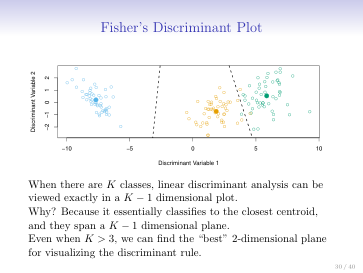 Fisher's Discriminant Plot
Discriminant Variable 2
2
1
0
−1
−2
−10
−5
0
5
10
Discriminant Variable 1
When there are K classes, linear discriminant analysis can be
viewed exactly in a K − 1 dimensional plot.
Why? Because it essentially classifies to the closest centroid,
and they span a K − 1 dimensional plane.
Even when K > 3, we can find the "best" 2-dimensional plane
for visualizing the discriminant rule.
30 / 40